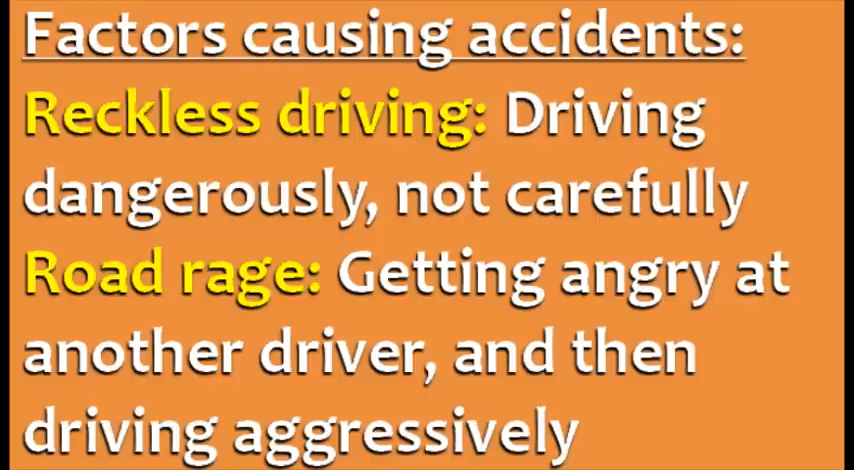 Factors causing accidents:
Reckless driving: Driving
dangerously, not carefully
Road rage: Getting angry at
another driver, and then
driving aggressively